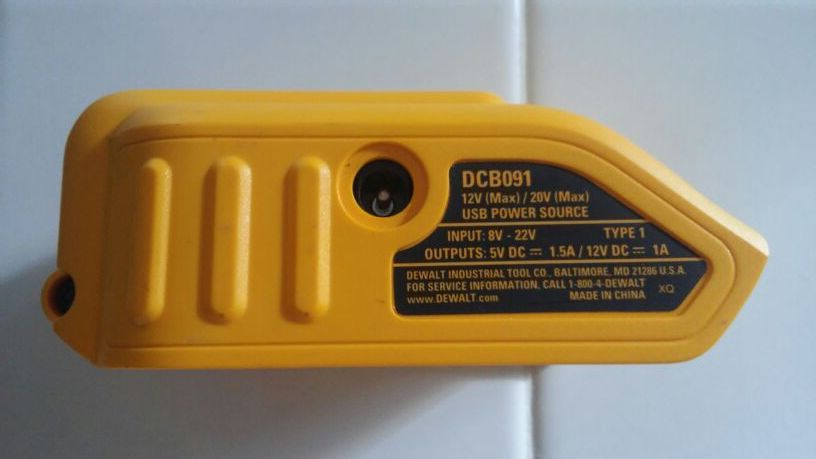 DCB091
12V (Max) / 20V (Max)
USB POWER SOURCE
INPUT: 8V - 22V TYPE 1
OUTPUTS: 5V DC ⎓ 1.5A / 12V DC ⎓ 1A
DEWALT INDUSTRIAL TOOL CO., BALTIMORE, MD 21286 U.S.A.
FOR SERVICE INFORMATION, CALL 1-800-4-DEWALT XQ
www.DEWALT.com MADE IN CHINA